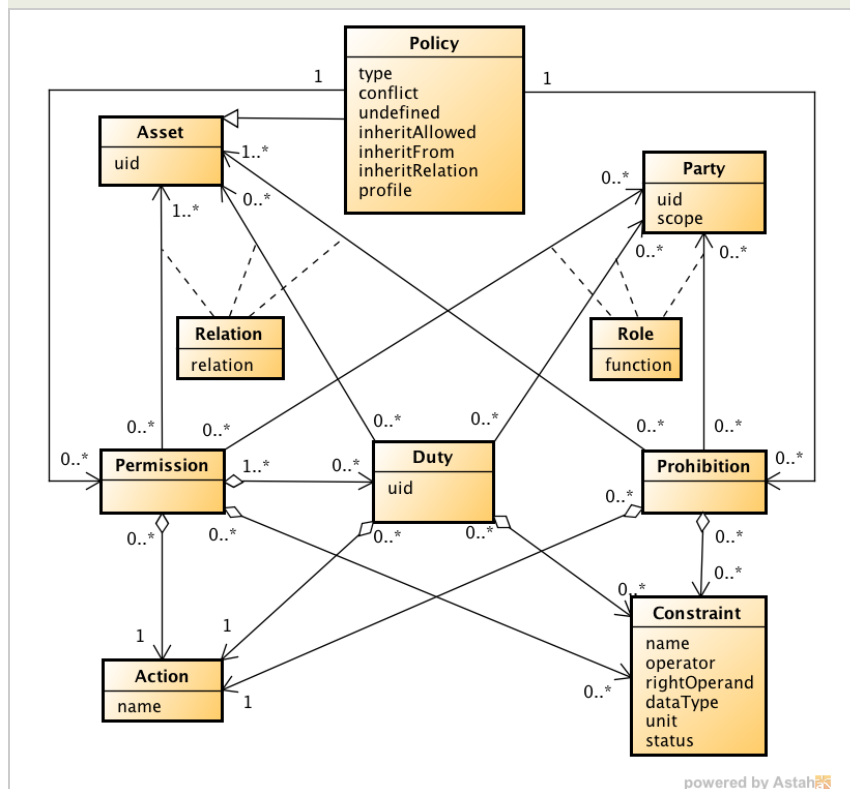 Policy
type
conflict
undefined
inheritAllowed
inheritFrom
inheritRelation
profile
1
1
Asset
uid
1..*
0..*
1..*
Party
uid
scope
0..*
0..*
0..*
Relation
relation
Role
function
0..*
0..*
0..*
0..*
0..*
0..*
0..*
0..*
Permission
1..*
0..*
Duty
uid
Prohibition
0..*
0..*
0..*
0..*
0..*
0..*
0..*
0..*
0..*
1
1
1
0..*
Action
name
Constraint
name
operator
rightOperand
dataType
unit
status
powered by Astah